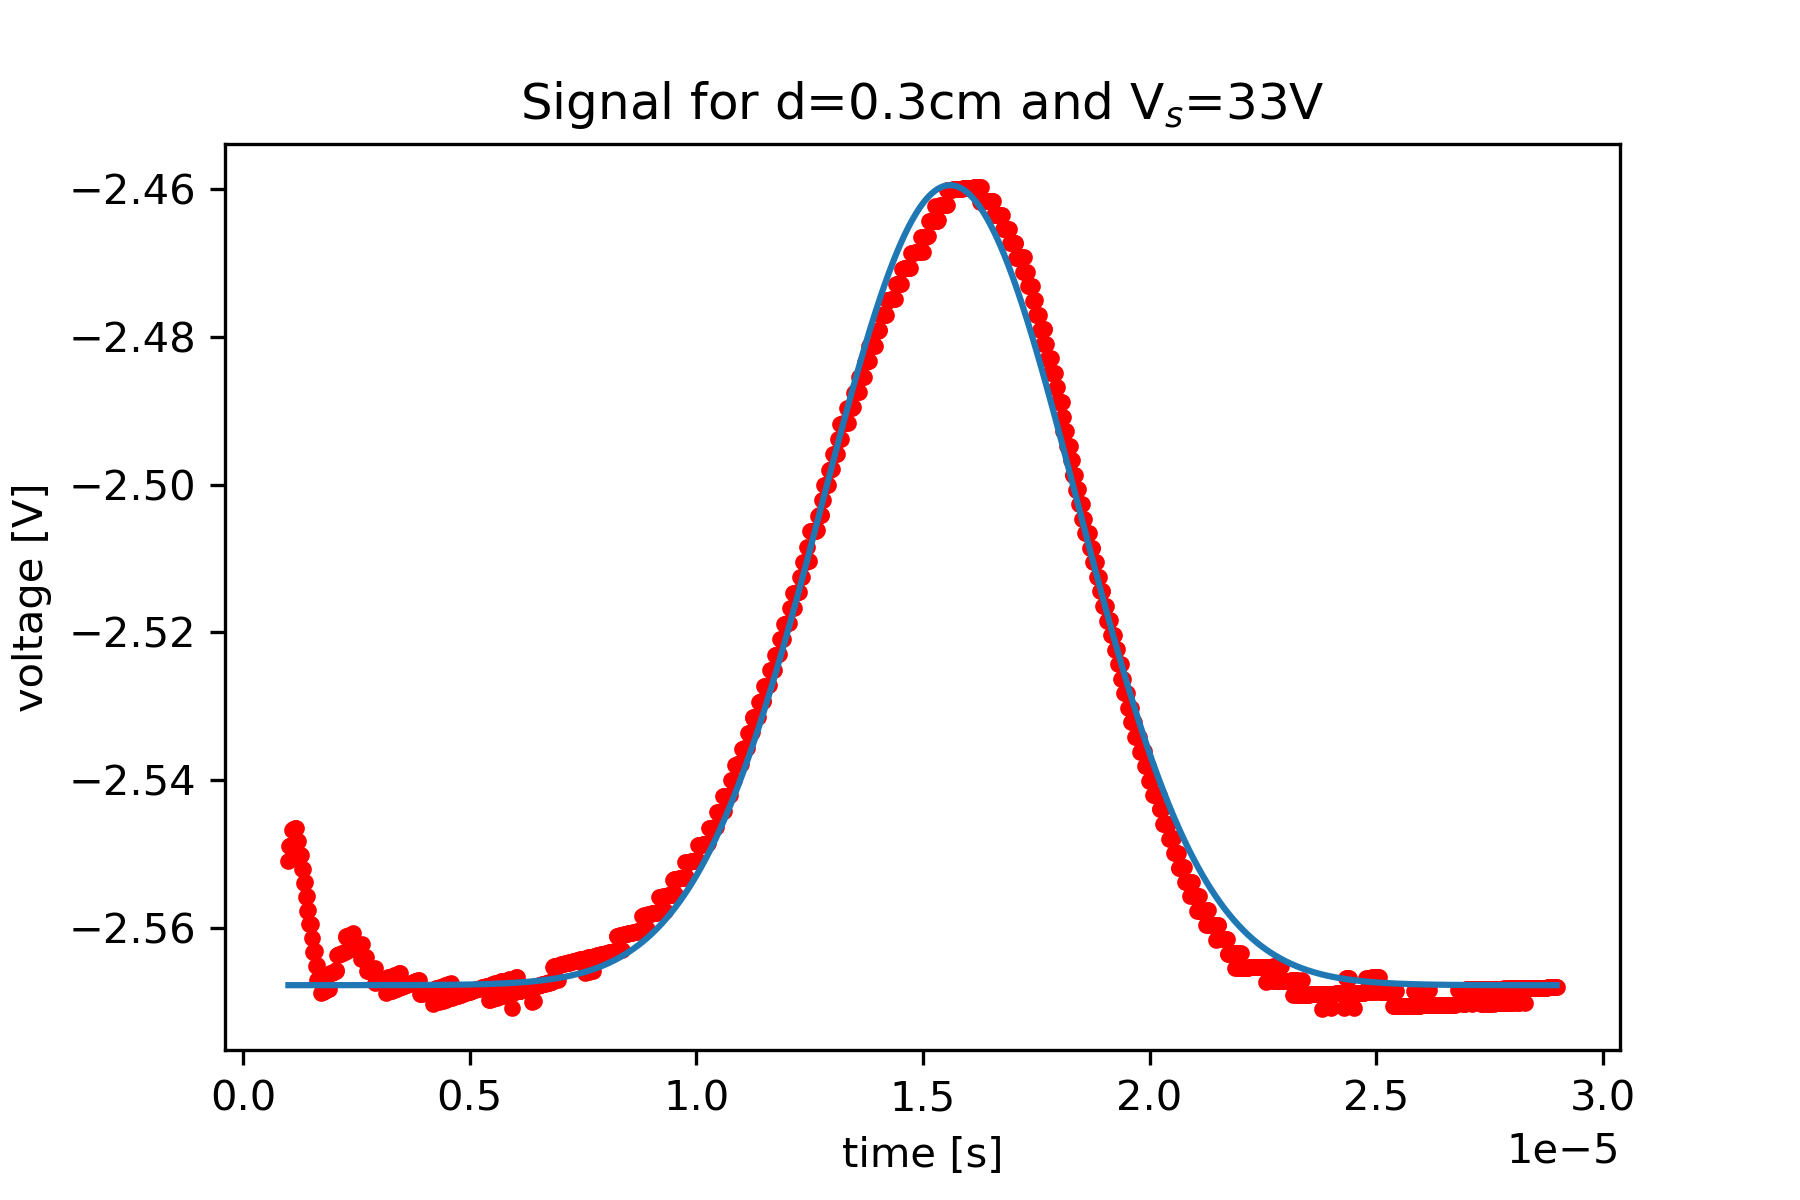 Signal for d=0.3cm and Vₛ=33V
−2.46
−2.48
−2.50
−2.52
−2.54
−2.56
voltage [V]
0.0 0.5 1.0 1.5 2.0 2.5 3.0
1e−5
time [s]